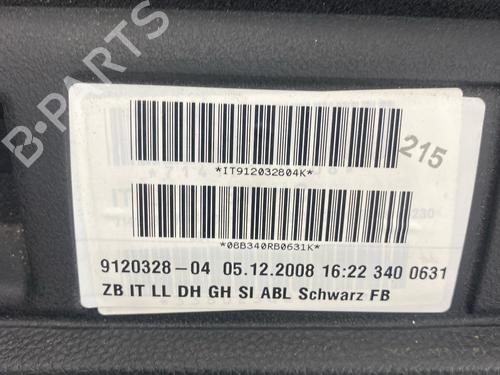 B-PARTS
*IT912032804K*
215
*08B340RB0631K*
9120328-04 05.12.2008 16:22 340 0631
ZB IT LL DH GH SI ABL Schwarz FB